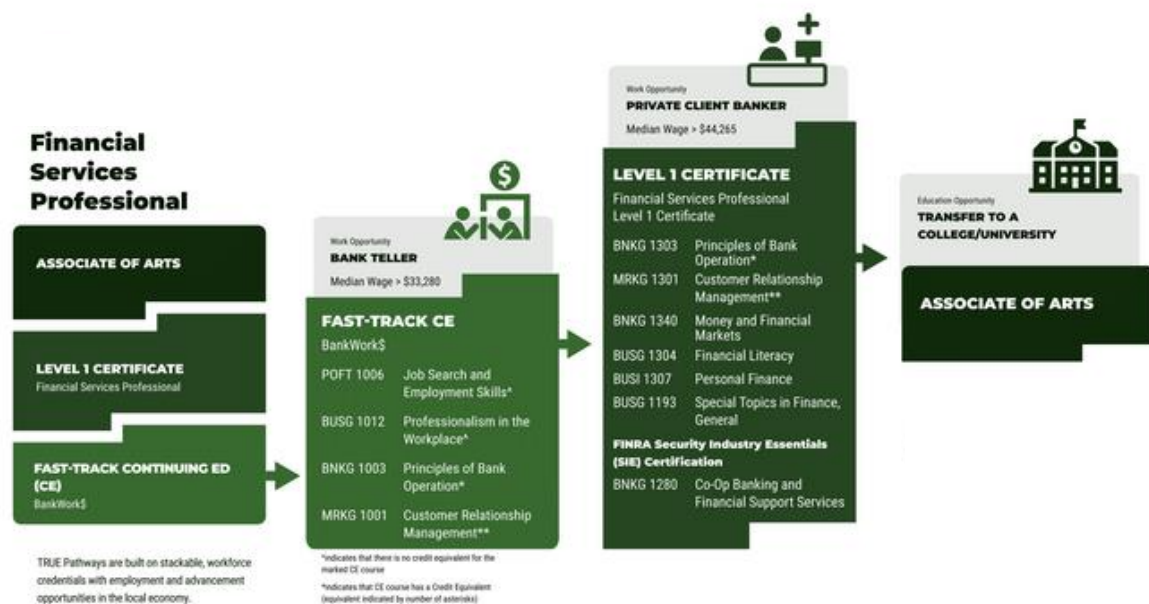 Financial
Services
Professional
ASSOCIATE OF ARTS
LEVEL 1 CERTIFICATE
Financial Services Professional
FAST-TRACK CONTINUING ED
(CE)
BankWork$
TRUE Pathways are built on stackable, workforce
credentials with employment and advancement
opportunities in the local economy.
$
Work Opportunity
BANK TELLER
Median Wage > $33,280
FAST-TRACK CE
BankWork$
POFT 1006 Job Search and
Employment Skills^
BUSG 1012 Professionalism in the
Workplace^
BNKG 1003 Principles of Bank
Operation*
MRKG 1001 Customer Relationship
Management**
^indicates that there is no credit equivalent for the
marked CE course
*indicates that CE course has a Credit Equivalent
(equivalent indicated by number of asterisks)
Work Opportunity
PRIVATE CLIENT BANKER
Median Wage > $44,265
LEVEL 1 CERTIFICATE
Financial Services Professional
Level 1 Certificate
BNKG 1303 Principles of Bank
Operation*
MRKG 1301 Customer Relationship
Management**
BNKG 1340 Money and Financial
Markets
BUSG 1304 Financial Literacy
BUSI 1307 Personal Finance
BUSG 1193 Special Topics in Finance,
General
FINRA Security Industry Essentials
(SIE) Certification
BNKG 1280 Co-Op Banking and
Financial Support Services
Education Opportunity
TRANSFER TO A
COLLEGE/UNIVERSITY
ASSOCIATE OF ARTS